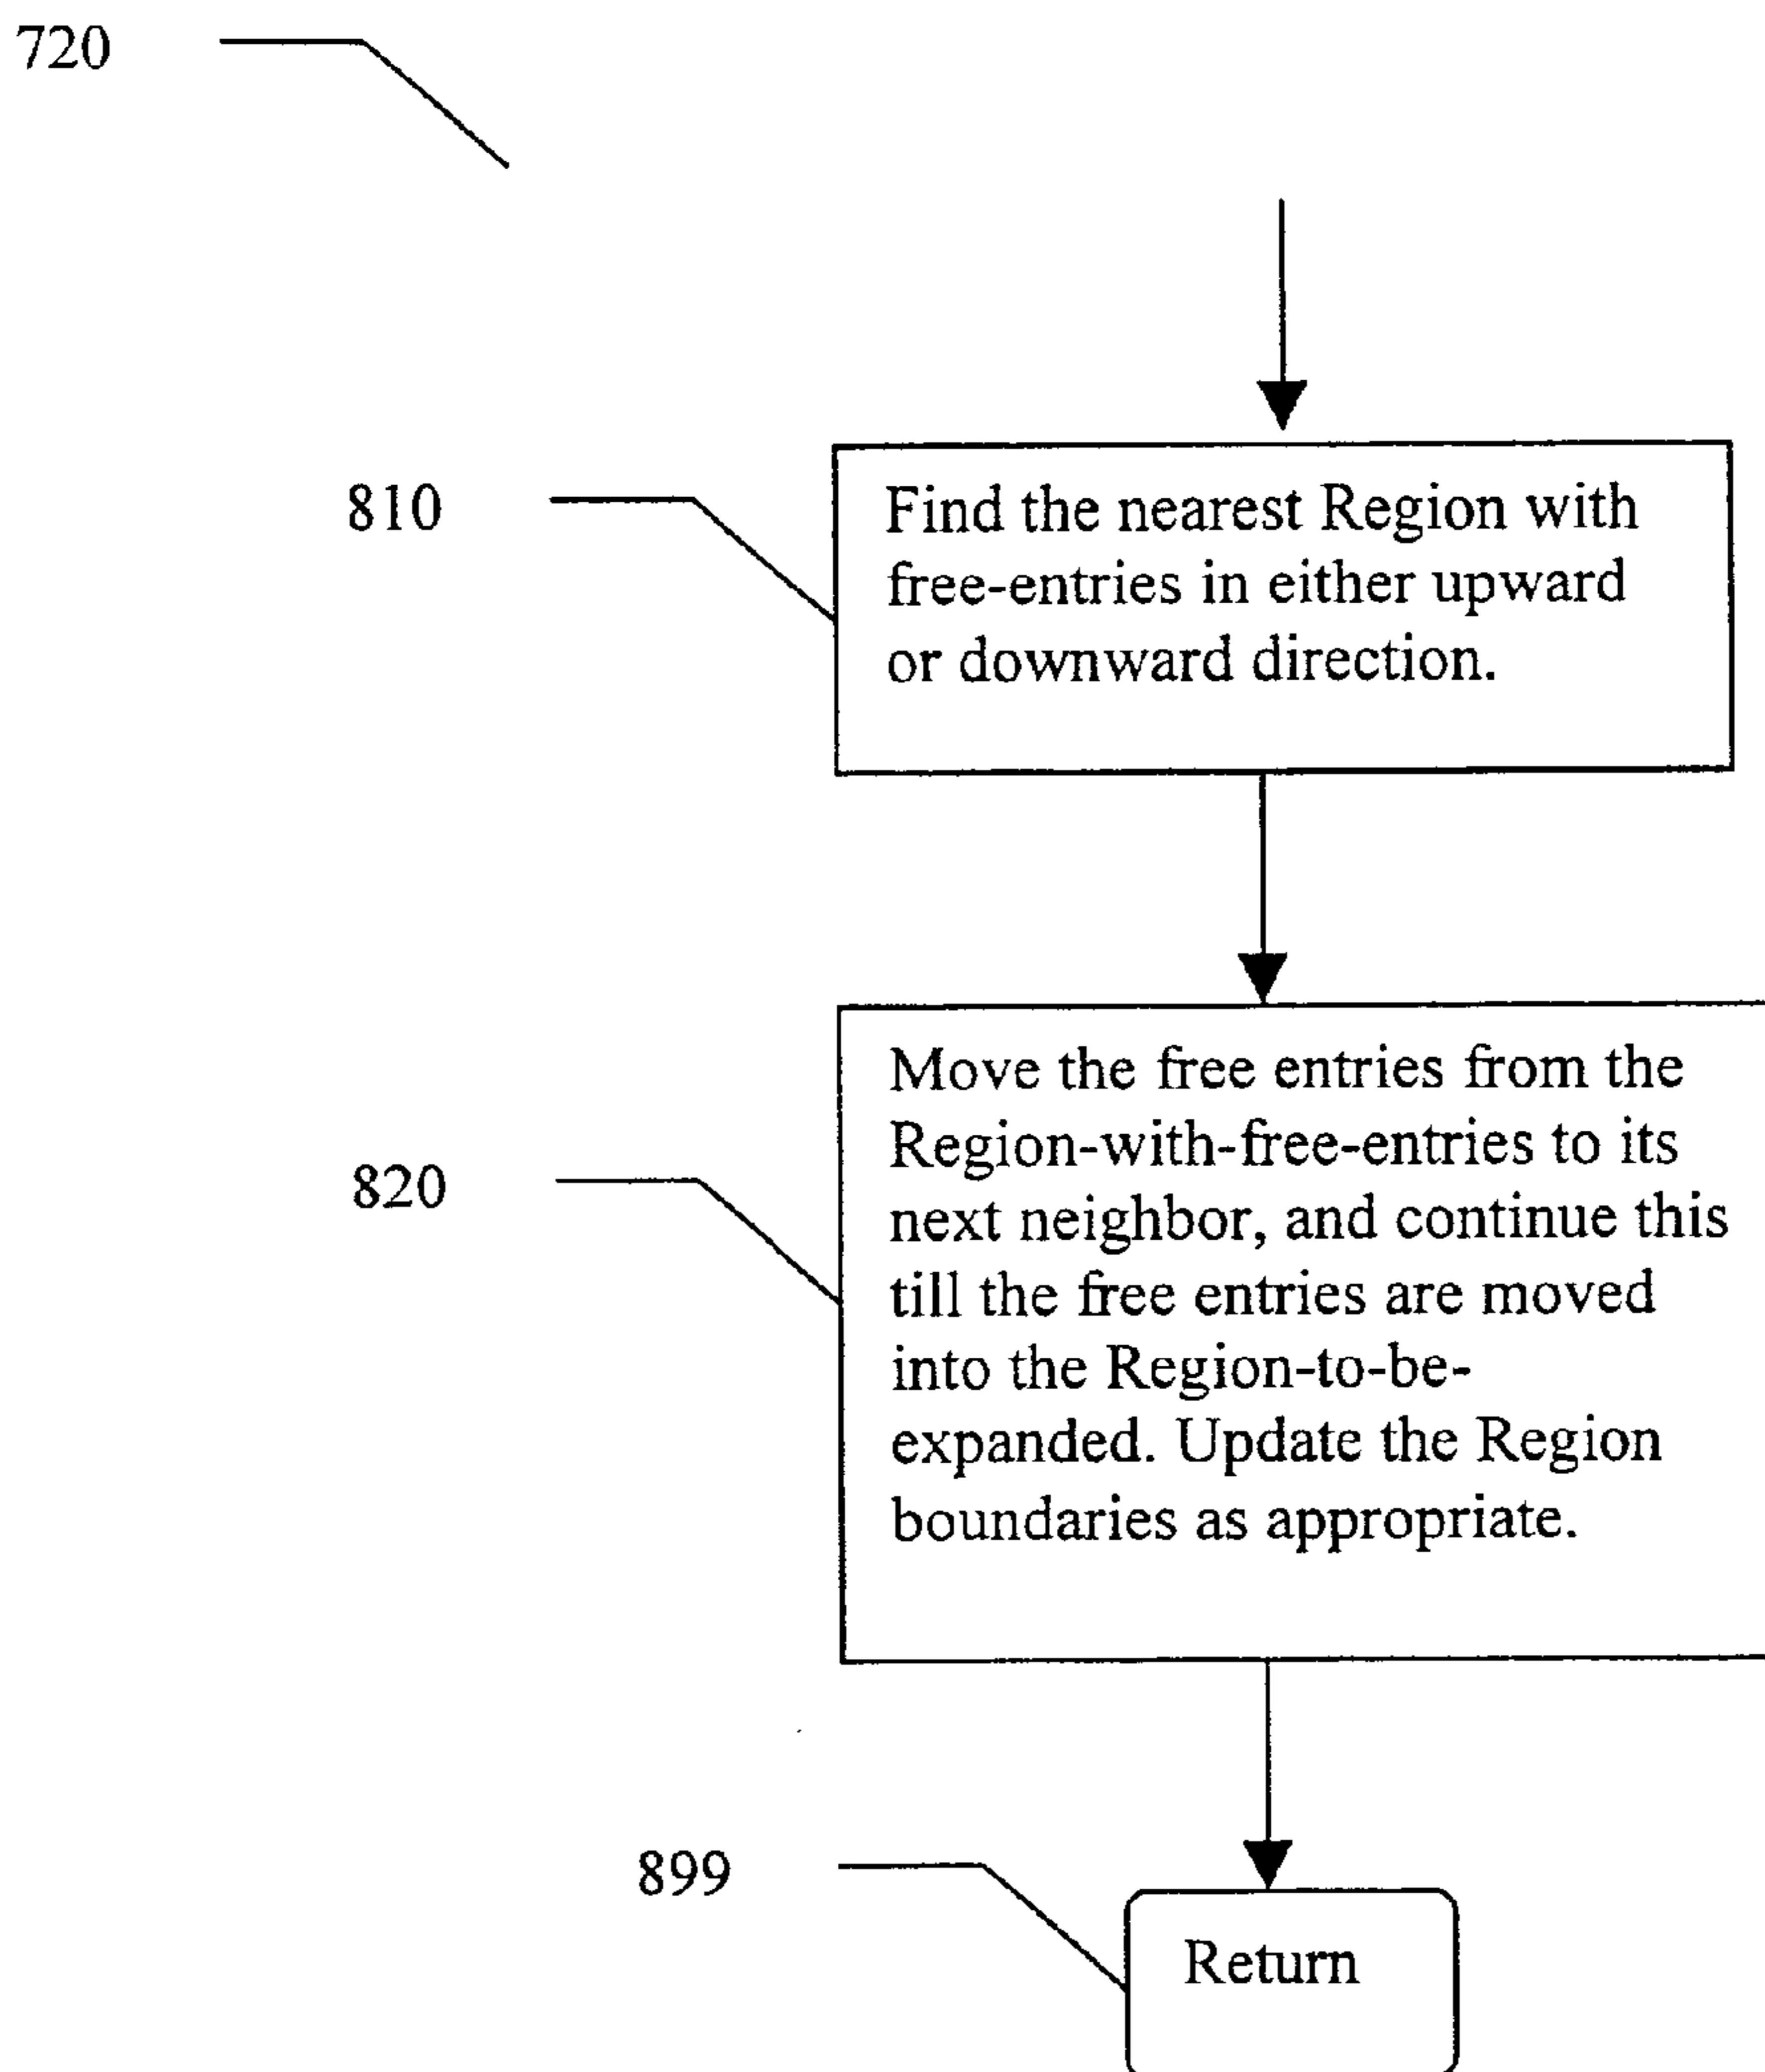 720
810
Find the nearest Region with
free-entries in either upward
or downward direction.
820
Move the free entries from the
Region-with-free-entries to its
next neighbor, and continue this
till the free entries are moved
into the Region-to-be-
expanded. Update the Region
boundaries as appropriate.
899
Return